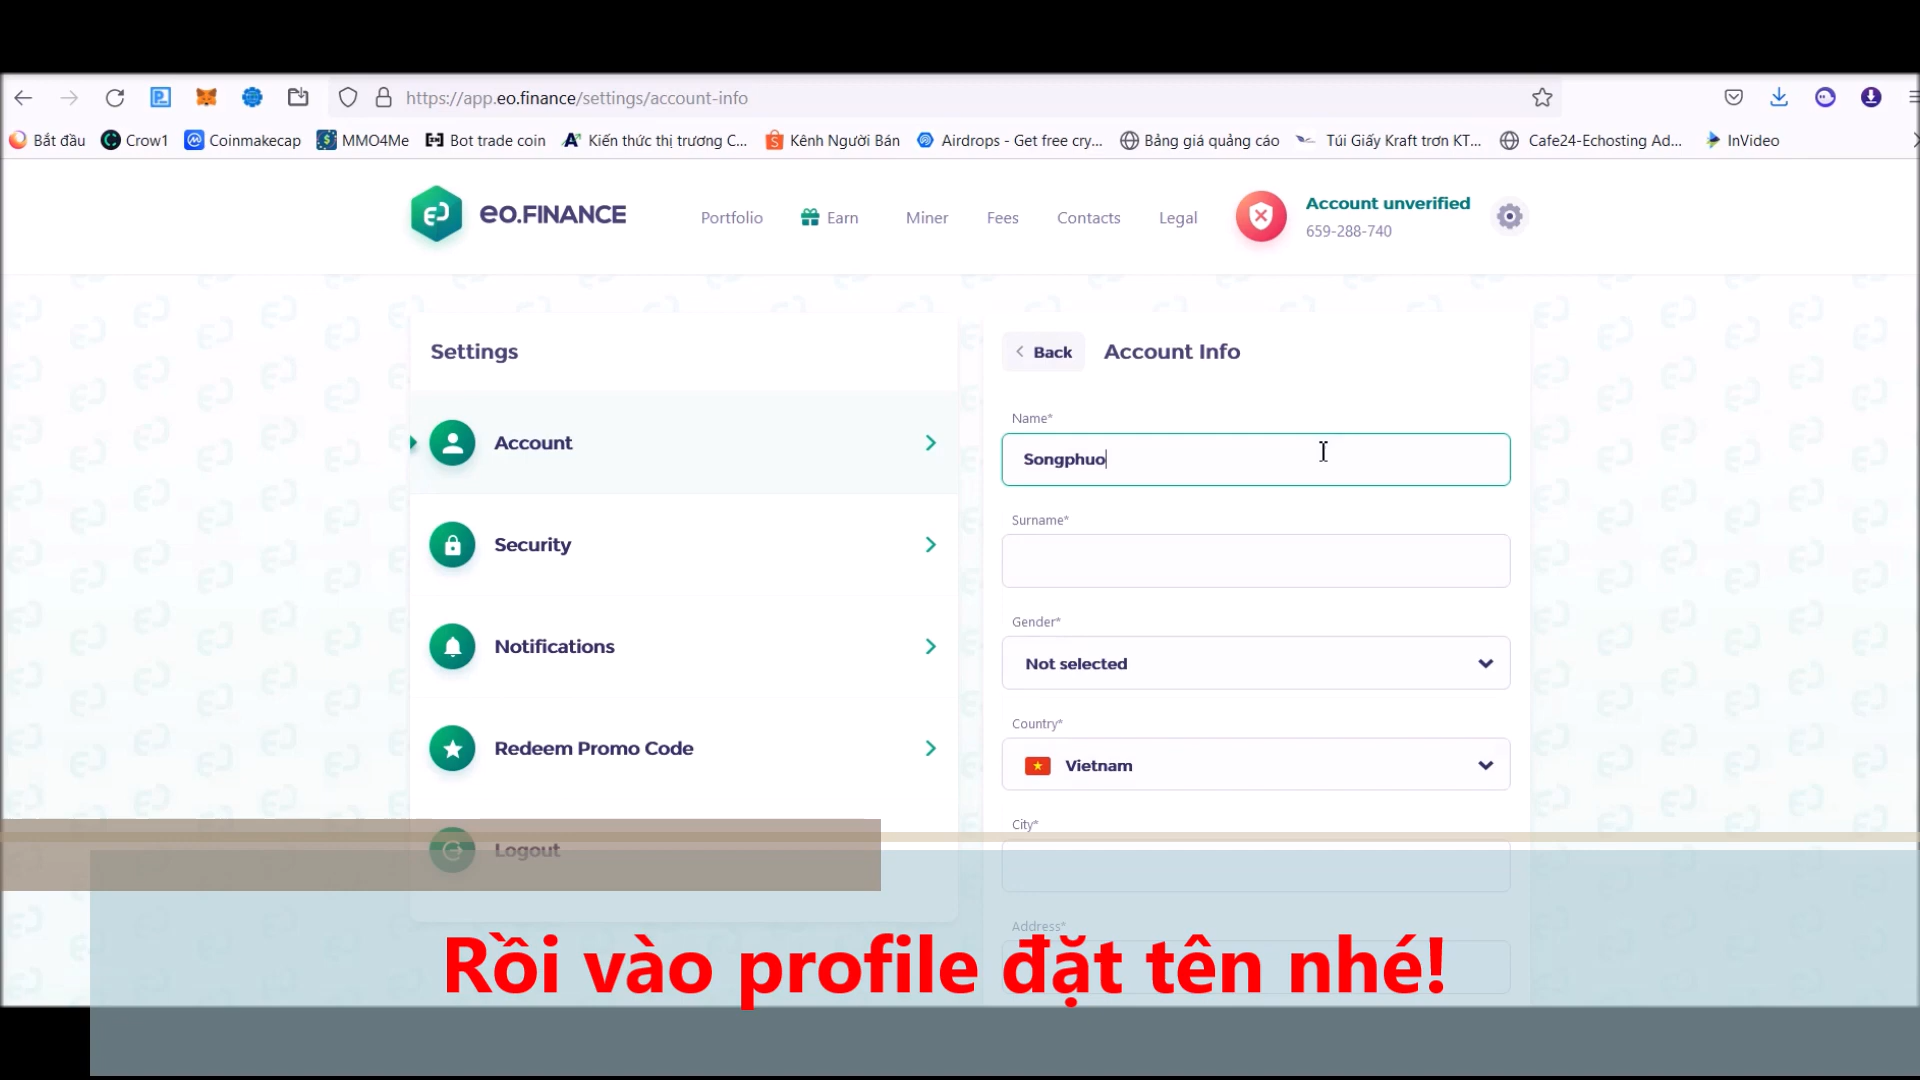 https://app.eo.finance/settings/account-info
Bắt đầu Crow1 Coinmakecap MMO4Me Bot trade coin Kiến thức thị trương C... Kênh Người Bán Airdrops - Get free cry... Bảng giá quảng cáo Túi Giấy Kraft trơn KT... Cafe24-Echosting Ad... InVideo
eo.FINANCE Portfolio Earn Miner Fees Contacts Legal Account unverified
659-288-740
Settings
Account
Security
Notifications
Redeem Promo Code
Logout
Back Account Info
Name*
Songphuo
Surname*
Gender*
Not selected
Country*
Vietnam
City*
Address*
Rồi vào profile đặt tên nhé!